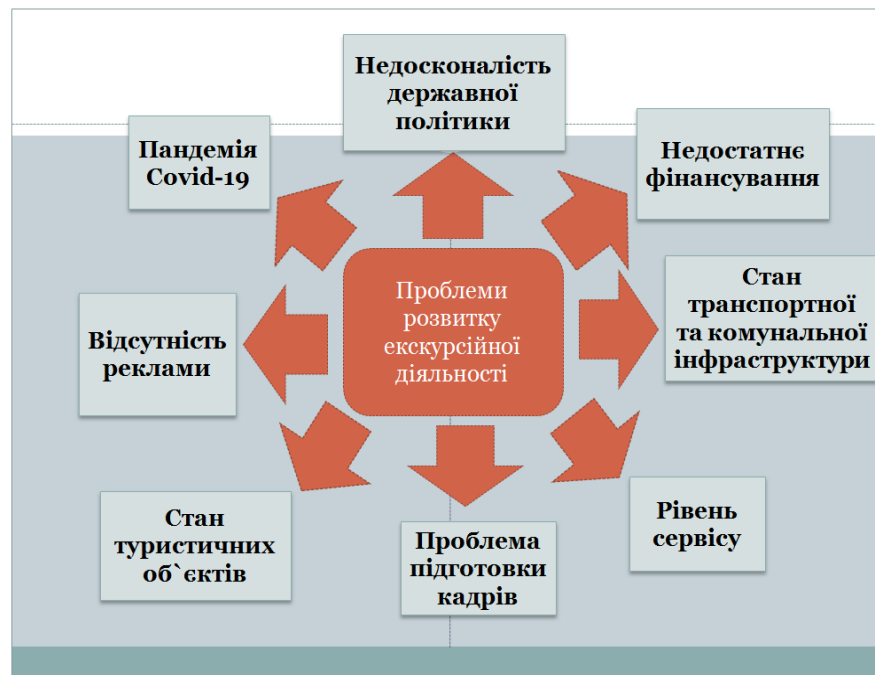 Недосконалість
державної
політики
Пандемія
Covid-19
Недостатнє
фінансування
Проблеми
розвитку
екскурсійної
діяльності
Стан
транспортної
та комунальної
інфраструктури
Відсутність
реклами
Стан
туристичних
об`єктів
Проблема
підготовки
кадрів
Рівень
сервісу